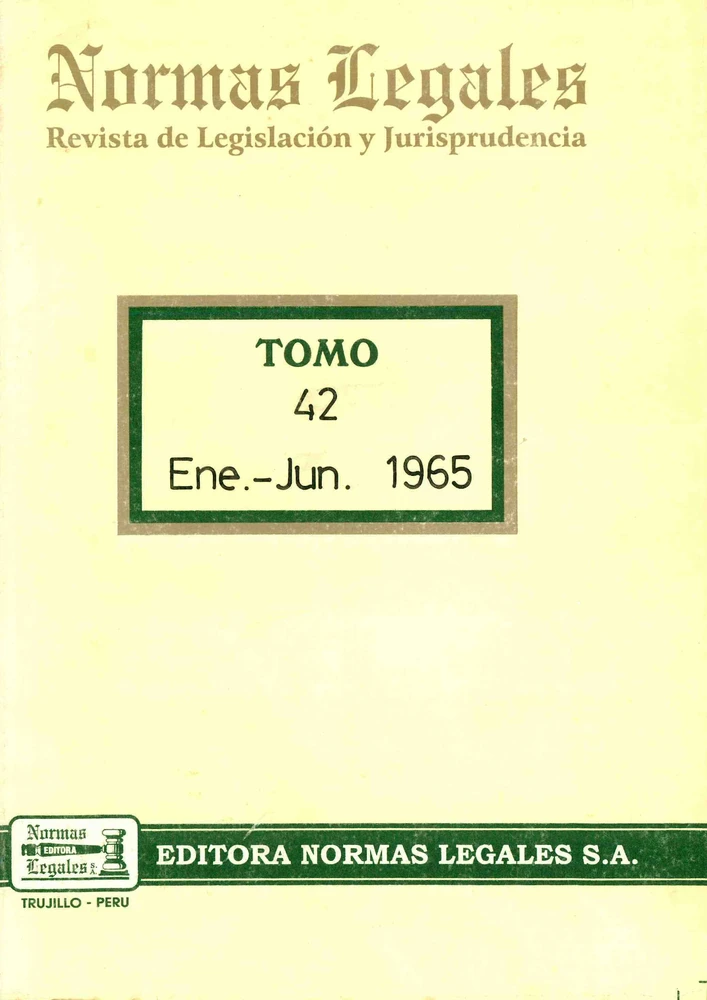 Normas Legales
Revista de Legislación y Jurisprudencia
TOMO
42
Ene.-Jun. 1965
Normas
EDITORA
Legales S.A.
EDITORA NORMAS LEGALES S.A.
TRUJILLO - PERU